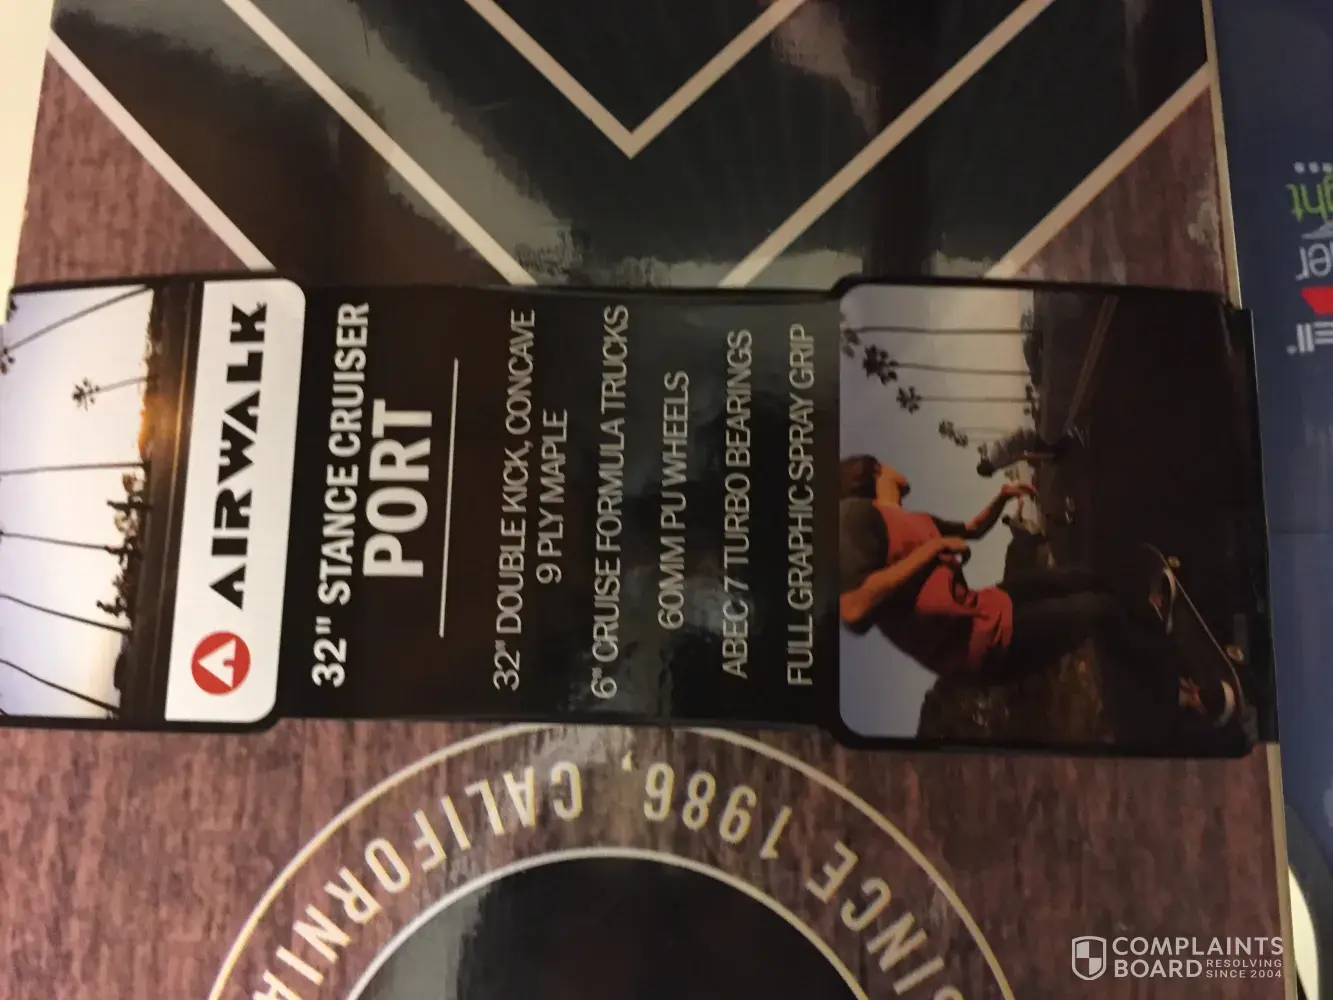 AIRWALK
32" STANCE CRUISER
PORT
32" DOUBLE KICK, CONCAVE
9 PLY MAPLE
6" CRUISE FORMULA TRUCKS
60MM PU WHEELS
ABEC 7 TURBO BEARINGS
FULL GRAPHIC SPRAY GRIP
SINCE 1986, CALIFORNIA
COMPLAINTS
BOARD RESOLVING
SINCE 2004